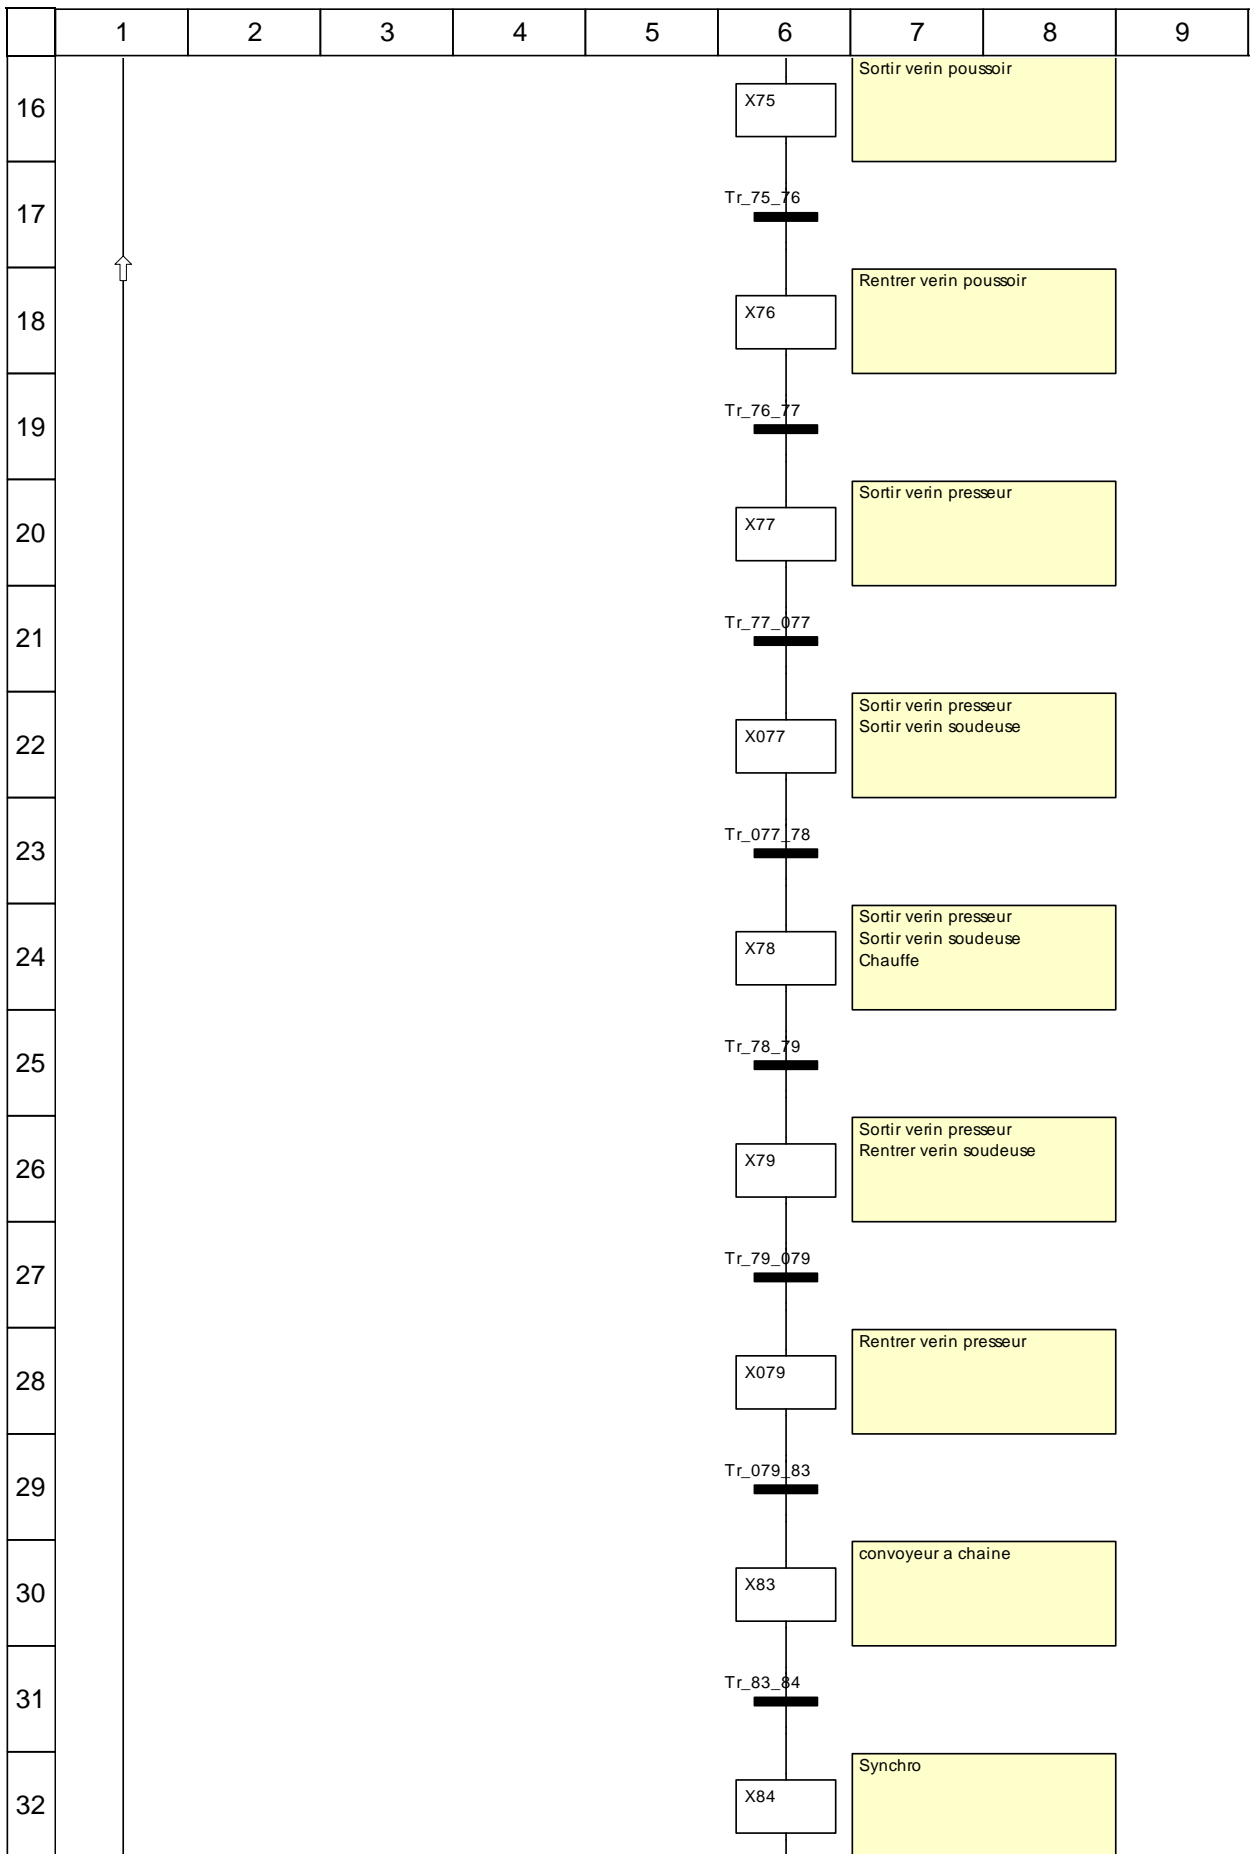 1 2 3 4 5 6 7 8 9
Sortir verin poussoir
16 X75
Tr_75_76
17
Rentrer verin poussoir
18 X76
Tr_76_77
19
Sortir verin presseur
20 X77
Tr_77_077
21
Sortir verin presseur
Sortir verin soudeuse
22 X077
Tr_077_78
23
Sortir verin presseur
Sortir verin soudeuse
24 X78
Chauffe
Tr_78_79
25
Sortir verin presseur
Rentrer verin soudeuse
26 X79
Tr_79_079
27
Rentrer verin presseur
28 X079
Tr_079_83
29
convoyeur a chaine
30 X83
Tr_83_84
31
Synchro
32 X84